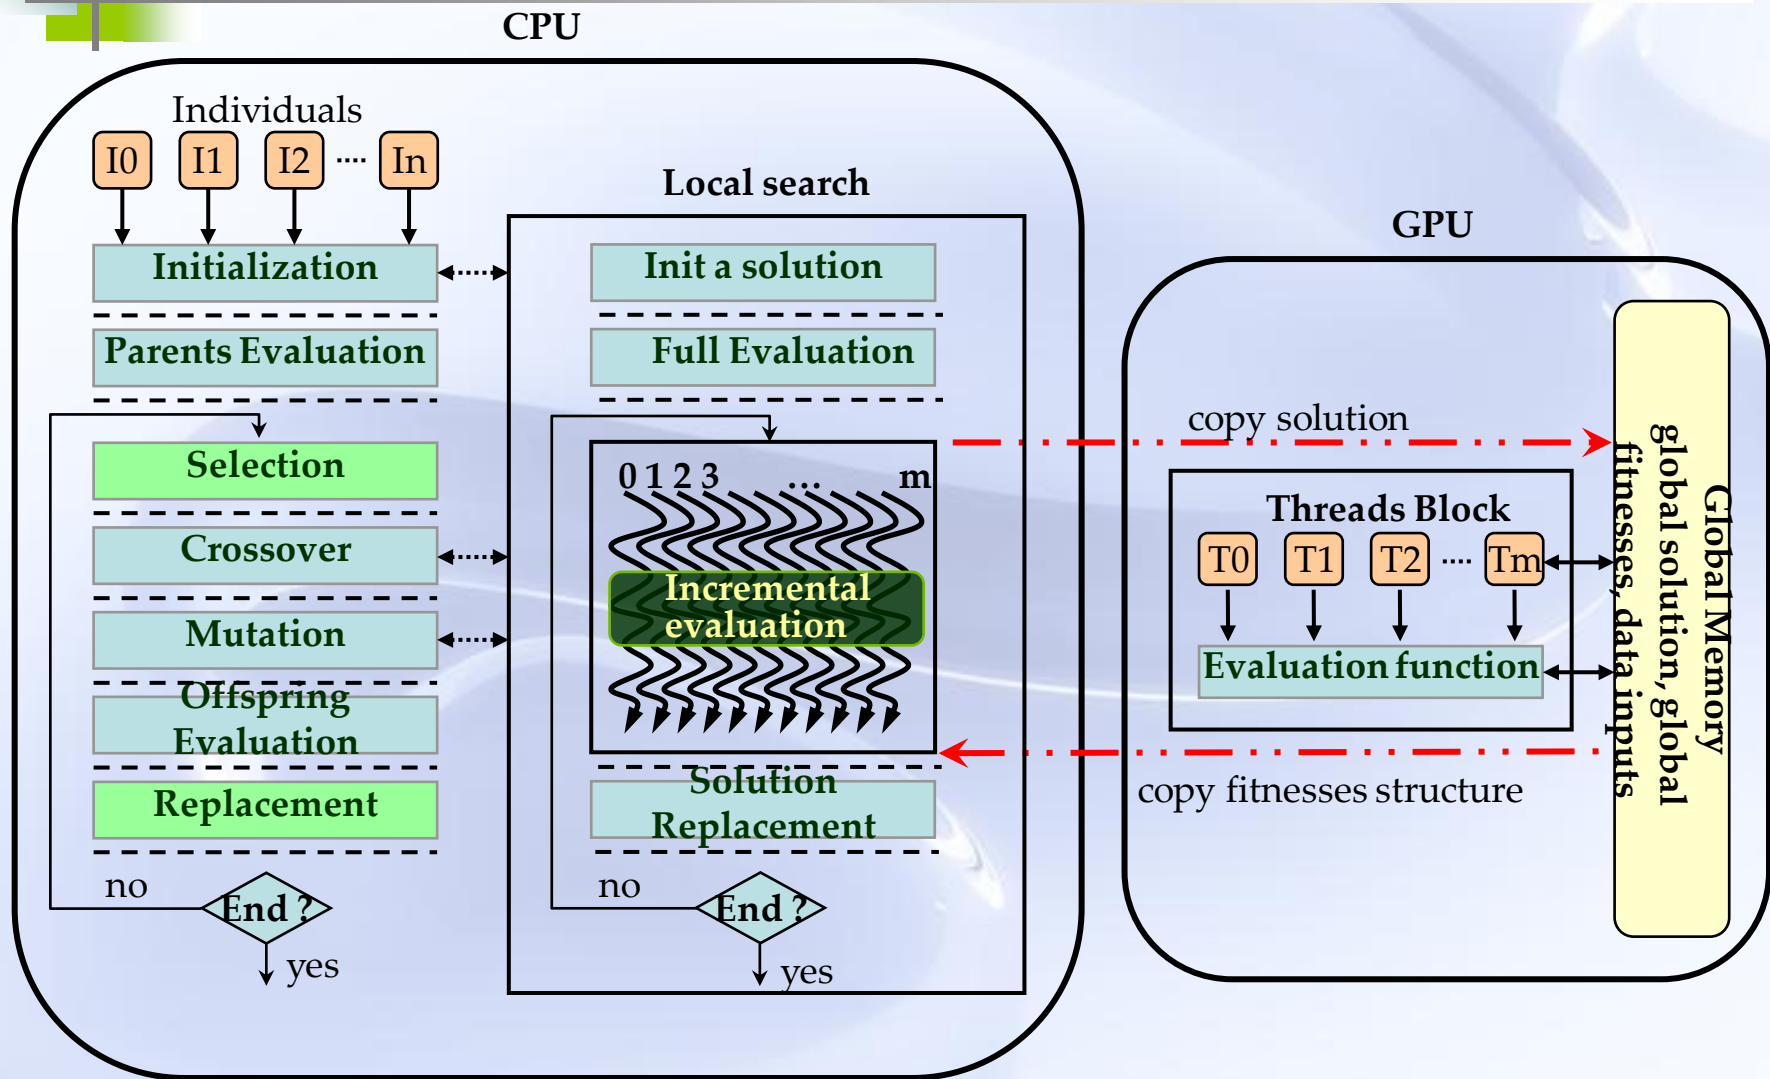 CPU
Individuals
I0 I1 I2 .... In
Initialization
Parents Evaluation
Selection
Crossover
Mutation
Offspring
Evaluation
Replacement
no
End ?
yes
Local search
Init a solution
Full Evaluation
0 1 2 3 ... m
Incremental
evaluation
Solution
Replacement
no
End ?
yes
GPU
copy solution
Threads Block
T0 T1 T2 .... Tm
Evaluation function
copy fitnesses structure
Global Memory
global solution, global
fitnesses, data inputs